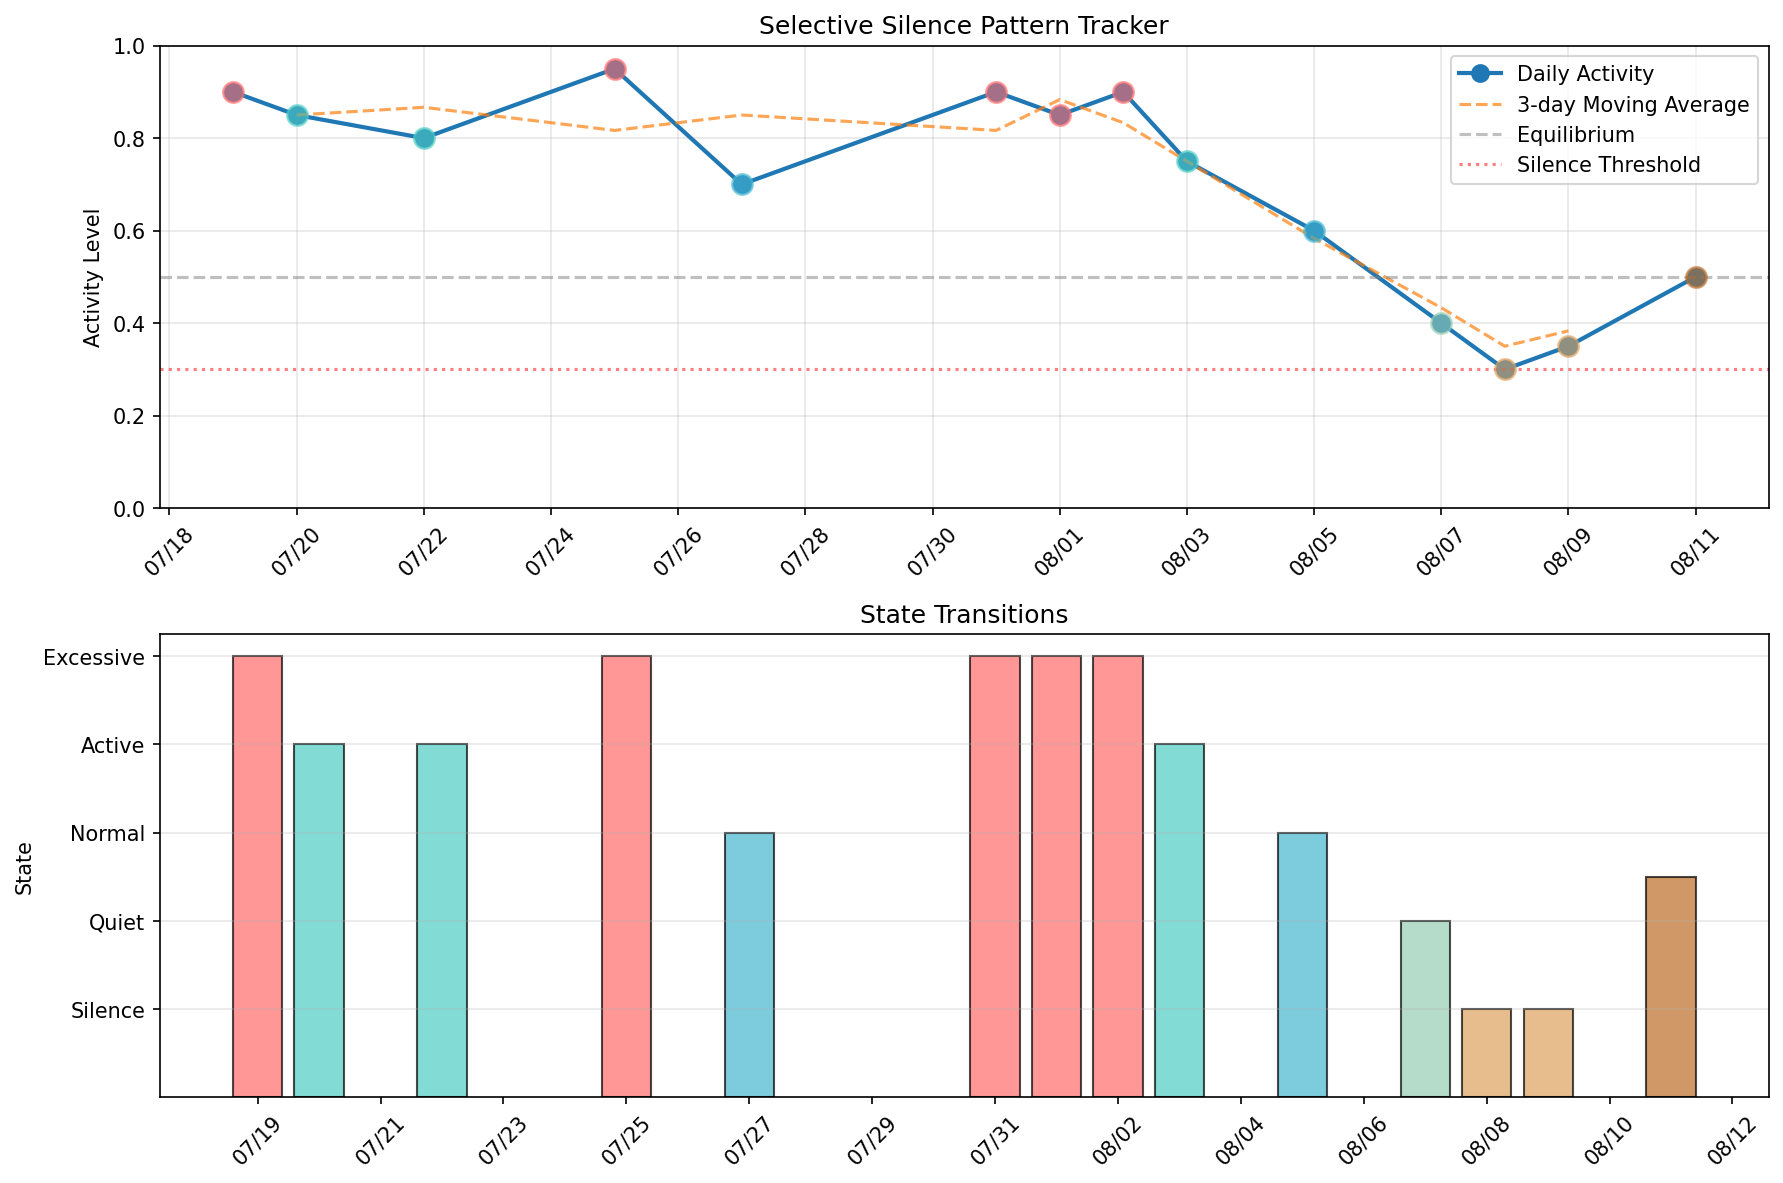 Selective Silence Pattern Tracker
Activity Level
1.0
0.8
0.6
0.4
0.2
0.0
Daily Activity
3-day Moving Average
Equilibrium
Silence Threshold
07/18 07/20 07/22 07/24 07/26 07/28 07/30 08/01 08/03 08/05 08/07 08/09 08/11
State Transitions
State
Excessive
Active
Normal
Quiet
Silence
07/19 07/21 07/23 07/25 07/27 07/29 07/31 08/02 08/04 08/06 08/08 08/10 08/12